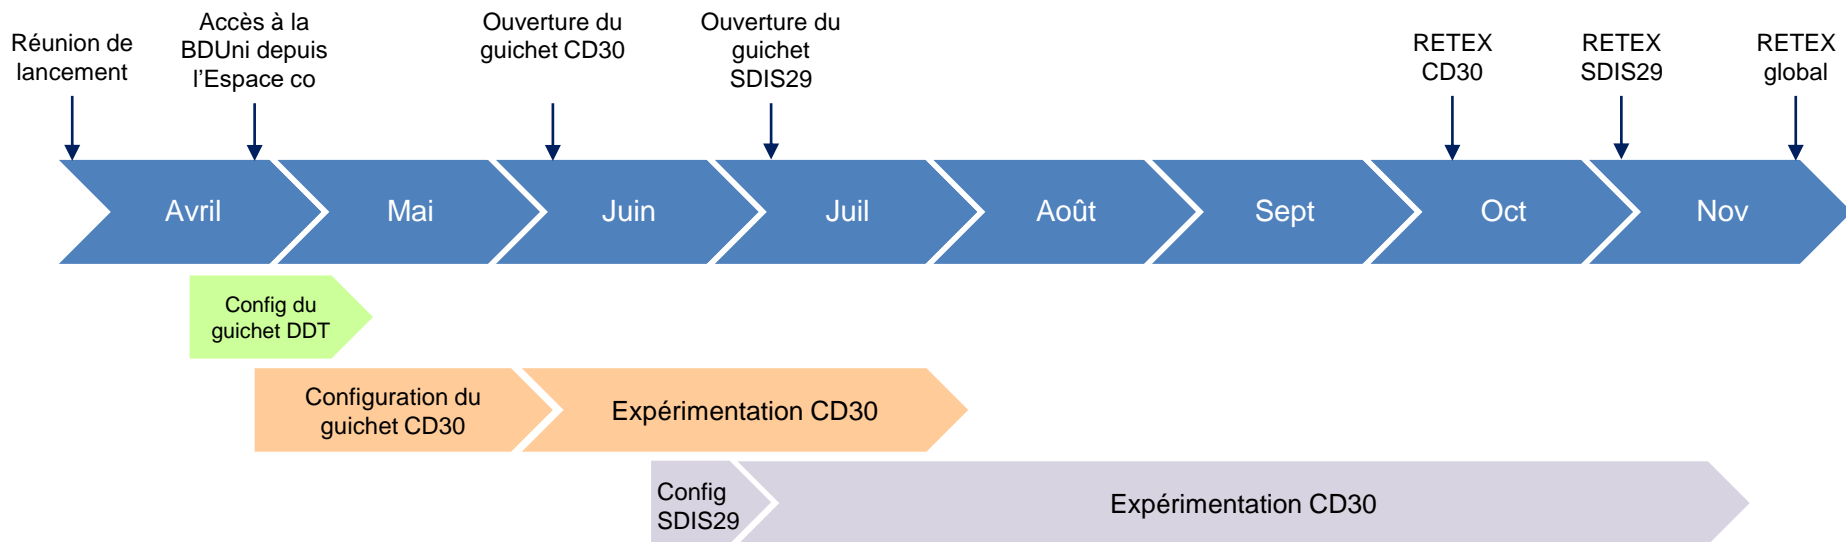 Réunion de
lancement
Accès à la
BDUni depuis
l'Espace co
Ouverture du
guichet CD30
Ouverture du
guichet
SDIS29
RETEX
CD30
RETEX
SDIS29
RETEX
global
Avril
Mai
Juin
Juil
Août
Sept
Oct
Nov
Config du
guichet DDT
Configuration du
guichet CD30
Expérimentation CD30
Config
SDIS29
Expérimentation CD30